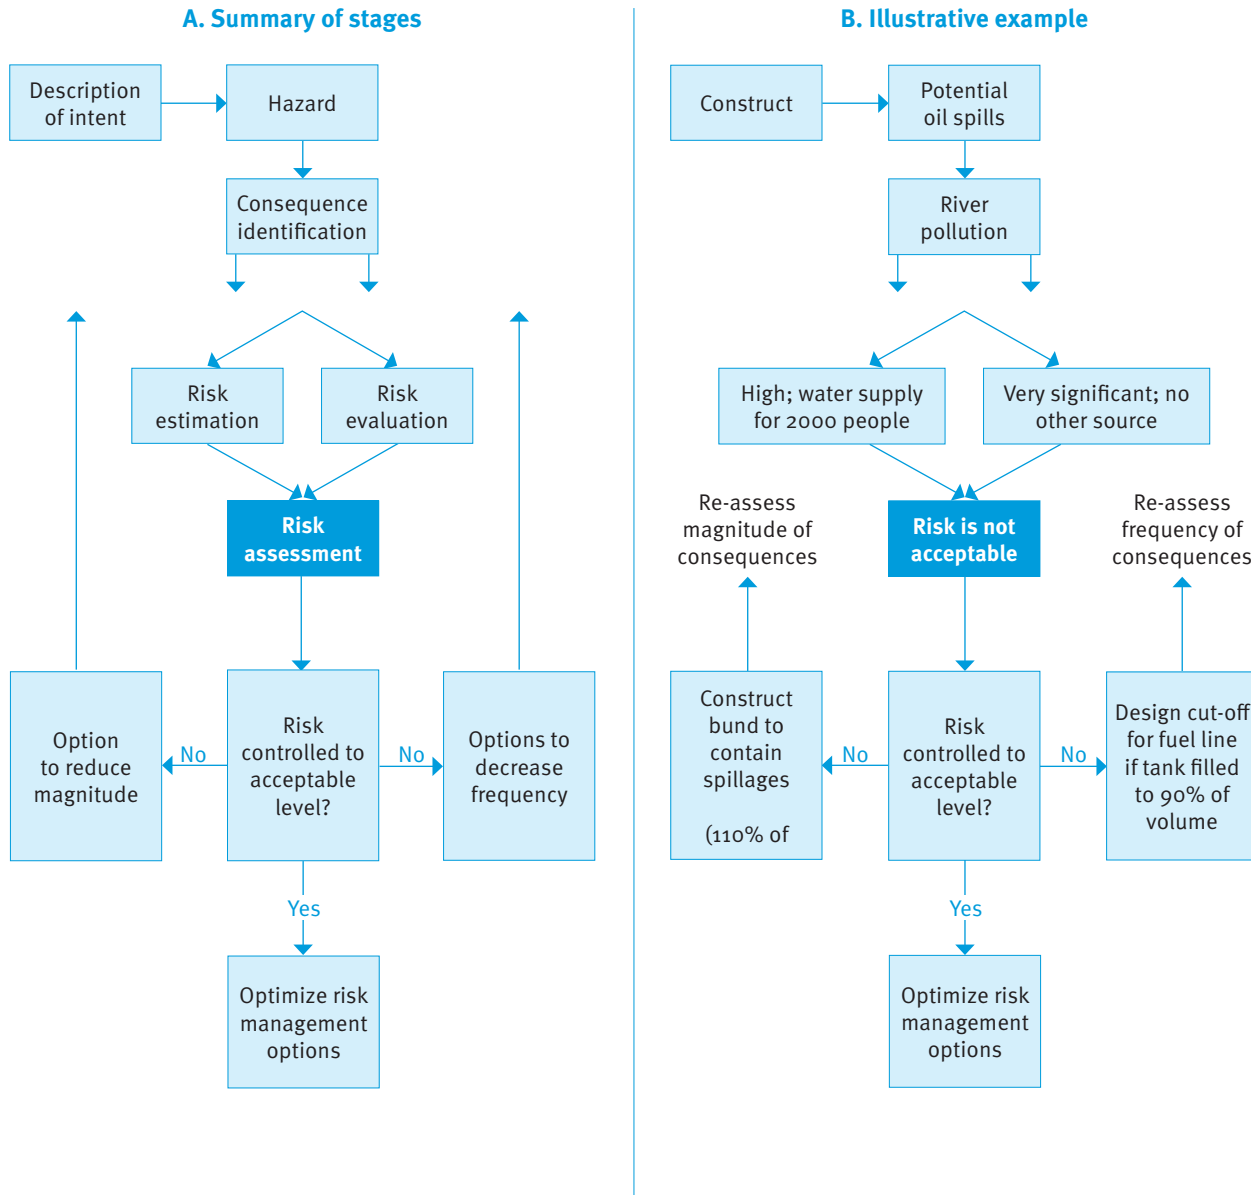 A. Summary of stages
Description
of intent
Hazard
Consequence
identification
Risk
estimation
Risk
evaluation
Risk
assessment
Option
to reduce
magnitude
No
Risk
controlled to
acceptable
level?
No
Options to
decrease
frequency
Yes
Optimize risk
management
options
B. Illustrative example
Construct
Potential
oil spills
River
pollution
High; water supply
for 2000 people
Very significant; no
other source
Re-assess
magnitude of
consequences
Risk is not
acceptable
Re-assess
frequency of
consequences
Construct
bund to
contain
spillages
(110% of
No
Risk
controlled to
acceptable
level?
No
Design cut-off
for fuel line
if tank filled
to 90% of
volume
Yes
Optimize risk
management
options